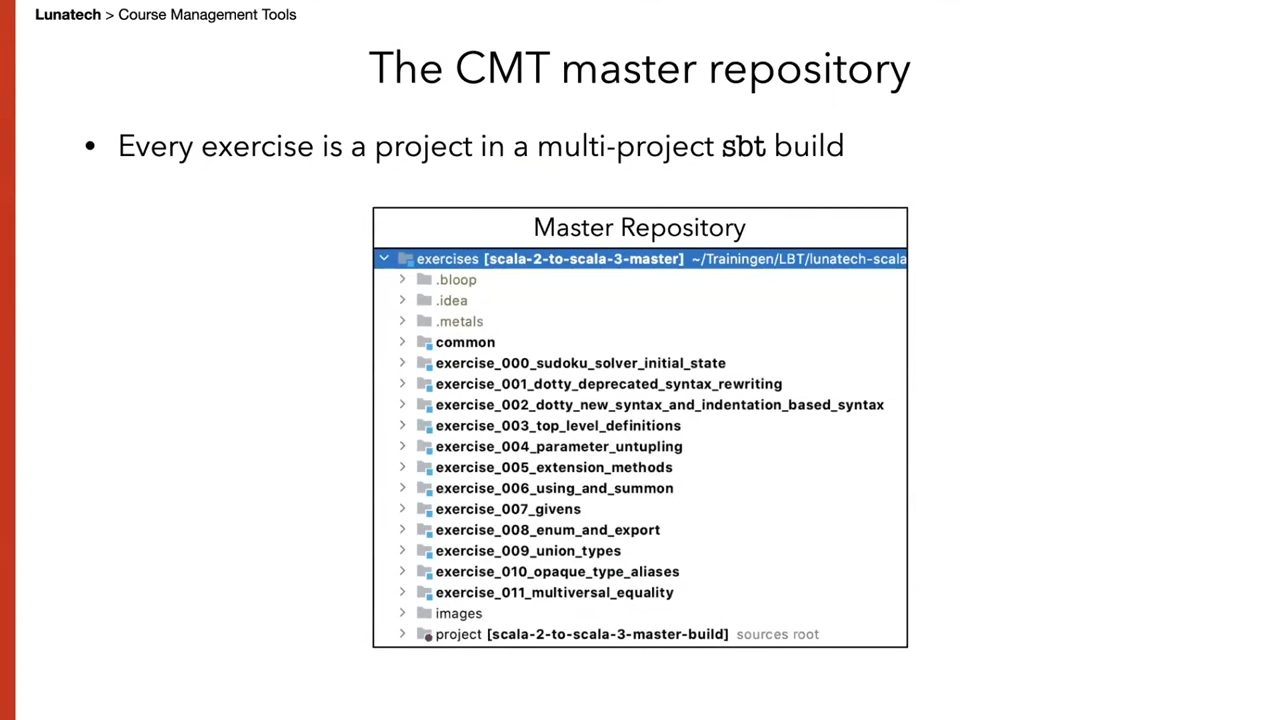 Lunatech > Course Management Tools
The CMT master repository
• Every exercise is a project in a multi-project sbt build
Master Repository
exercises [scala-2-to-scala-3-master] ~/Trainingen/LBT/lunatech-scala
.bloop
.idea
.metals
common
exercise_000_sudoku_solver_initial_state
exercise_001_dotty_deprecated_syntax_rewriting
exercise_002_dotty_new_syntax_and_indentation_based_syntax
exercise_003_top_level_definitions
exercise_004_parameter_untupling
exercise_005_extension_methods
exercise_006_using_and_summon
exercise_007_givens
exercise_008_enum_and_export
exercise_009_union_types
exercise_010_opaque_type_aliases
exercise_011_multiversal_equality
images
project [scala-2-to-scala-3-master-build] sources root